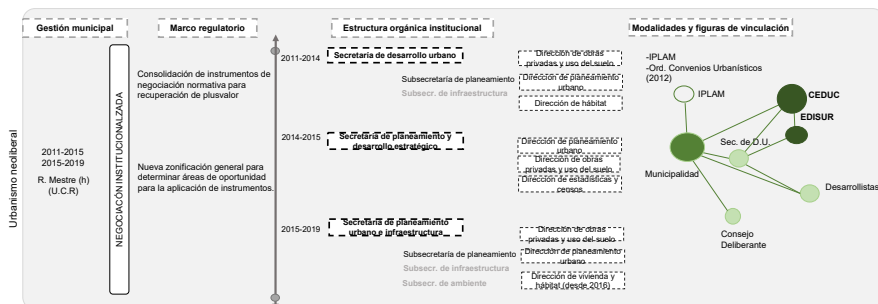 Gestión municipal
Marco regulatorio
Estructura orgánica institucional
Modalidades y figuras de vinculación
Urbanismo neoliberal
2011-2015
2015-2019
R. Mestre (h)
(U.C.R)
NEGOCIACIÓN INSTITUCIONALZADA
Consolidación de instrumentos de
negociación normativa para
recuperación de plusvalor
Nueva zonificación general para
determinar áreas de oportunidad
para la aplicación de instrumentos.
2011-2014
Secretaría de desarrollo urbano
Dirección de obras
privadas y uso del suelo
Subsecretaría de planeamiento
Dirección de planeamiento
urbano
Subsecr. de infraestructura
Dirección de hábitat
2014-2015
Secretaría de planeamiento y
desarrollo estratégico
Dirección de planeamiento
urbano
Dirección de obras
privadas y uso del suelo
Dirección de estadísticas y
censos
2015-2019
Secretaría de planeamiento
urbano e infraestructura
Dirección de obras
privadas y uso del suelo
Subsecretaría de planeamiento
Dirección de planeamiento
urbano
Subsecr. de infraestructura
Subsecr. de ambiente
Dirección de vivienda y
hábitat (desde 2016)
-IPLAM
-Ord. Convenios Urbanísticos
(2012)
IPLAM
CEDUC
EDISUR
Sec. de D.U.
Municipalidad
Desarrollistas
Consejo
Deliberante